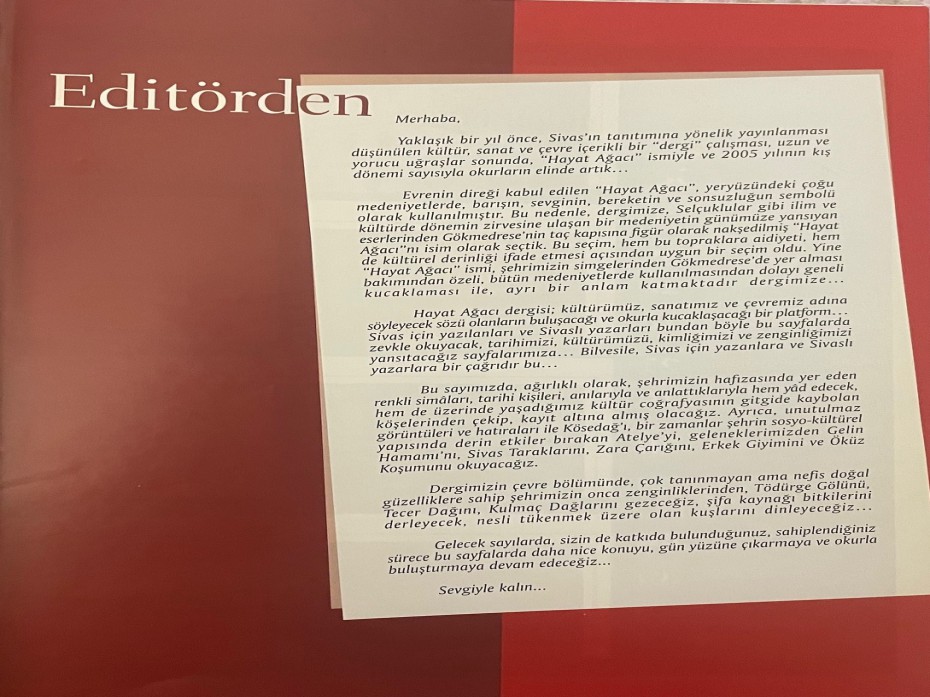 Editörden
Merhaba,
Yaklaşık bir yıl önce, Sivas'ın tanıtımına yönelik yayınlanması
düşünülen kültür, sanat ve çevre içerikli bir "dergi" çalışması, uzun ve
yorucu uğraşlar sonunda, "Hayat Ağacı" ismiyle ve 2005 yılının kış
dönemi sayısıyla okurların elinde artık...
Evrenin direği kabul edilen "Hayat Ağacı", yeryüzündeki çoğu
medeniyetlerde, barışın, sevginin, bereketin ve sonsuzluğun sembolü
olarak kullanılmıştır. Bu nedenle, dergimize, Selçuklular gibi ilim ve
kültürde dönemin zirvesine ulaşan bir medeniyetin günümüze yansıyan
eserlerinden Gökmedrese'nin taç kapısına figür olarak nakşedilmiş "Hayat
Ağacı"nı isim olarak seçtik. Bu seçim, hem bu topraklara aidiyeti, hem
de kültürel derinliği ifade etmesi açısından uygun bir seçim oldu. Yine
"Hayat Ağacı" ismi, şehrimizin simgelerinden Gökmedrese'de yer alması
bakımından özeli, bütün medeniyetlerde kullanılmasından dolayı geneli
kucaklaması ile, ayrı bir anlam katmaktadır dergimize...
Hayat Ağacı dergisi; kültürümüz, sanatımız ve çevremiz adına
söyleyecek sözü olanların buluşacağı ve okurla kucaklaşacağı bir platform...
Sivas için yazılanları ve Sivaslı yazarları bundan böyle bu sayfalarda
zevkle okuyacak, tarihimizi, kültürümüzü, kimliğimizi ve zenginliğimizi
yansıtacağız sayfalarımıza... Bilvesile, Sivas için yazanlara ve Sivaslı
yazarlara bir çağrıdır bu...
Bu sayımızda, ağırlıklı olarak, şehrimizin hafızasında yer eden
renkli simâları, tarihi kişileri, anılarıyla ve anlattıklarıyla hem yâd edecek,
hem de üzerinde yaşadığımız kültür coğrafyasının gitgide kaybolan
köşelerinden çekip, kayıt altına almış olacağız. Ayrıca, unutulmaz
görüntüleri ve hatıraları ile Kösedağ'ı, bir zamanlar şehrin sosyo-kültürel
yapısında derin etkiler bırakan Atelye'yi, geleneklerimizden Gelin
Hamamı'nı, Sivas Taraklarını, Zara Çarığını, Erkek Giyimini ve Öküz
Koşumunu okuyacağız.
Dergimizin çevre bölümünde, çok tanınmayan ama nefis doğal
güzelliklere sahip şehrimizin onca zenginliklerinden, Tödürge Gölünü,
Tecer Dağını, Kulmaç Dağlarını gezeceğiz, şifa kaynağı bitkilerini
derleyecek, nesli tükenmek üzere olan kuşlarını dinleyeceğiz...
Gelecek sayılarda, sizin de katkıda bulunduğunuz, sahiplendiğiniz
sürece bu sayfalarda daha nice konuyu, gün yüzüne çıkarmaya ve okurla
buluşturmaya devam edeceğiz...
Sevgiyle kalın...